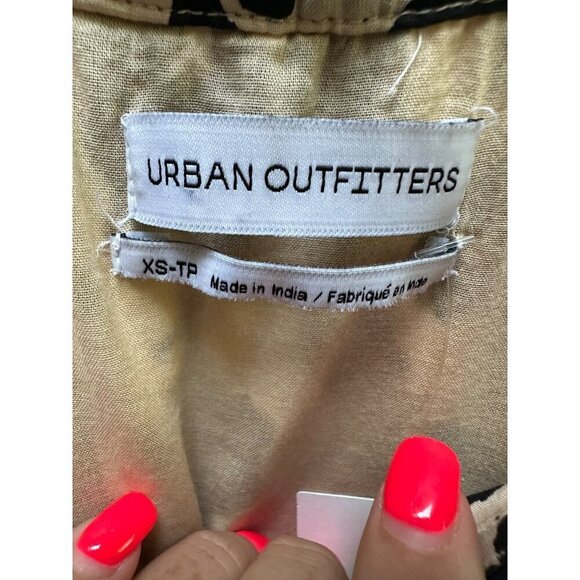 URBAN OUTFITTERS
XS-TP Made in India / Fabriqué en Inde